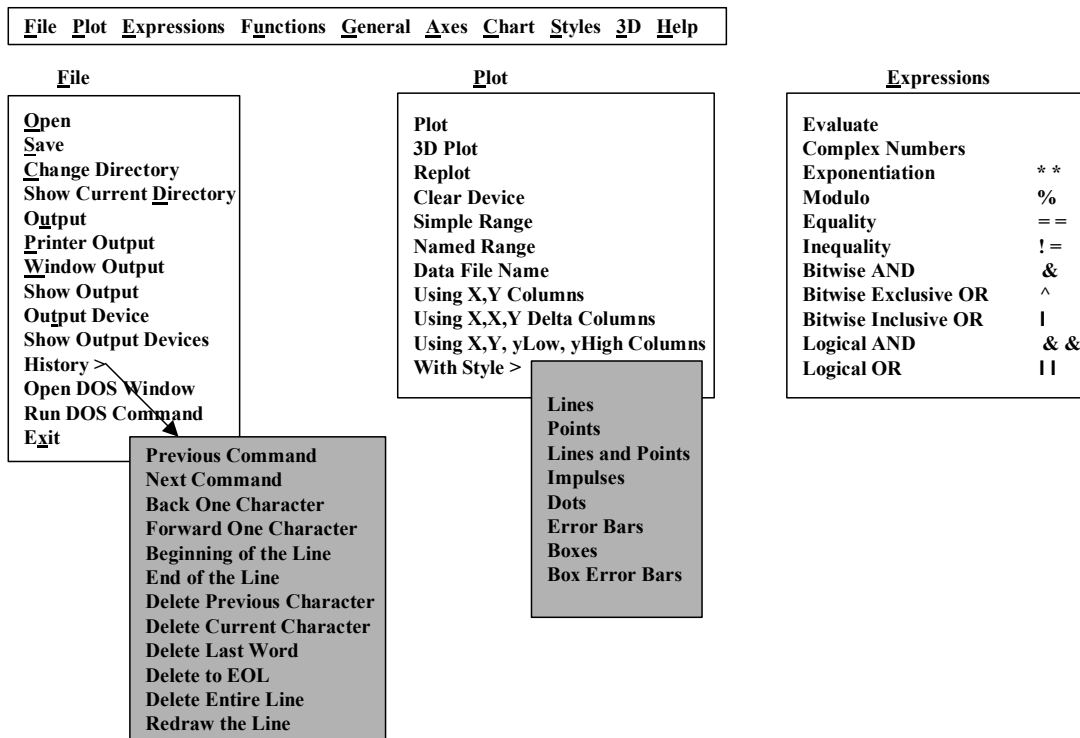 File Plot Expressions Functions General Axes Chart Styles 3D Help
File
Open
Save
Change Directory
Show Current Directory
Output
Printer Output
Window Output
Show Output
Output Device
Show Output Devices
History >
Open DOS Window
Run DOS Command
Exit
Previous Command
Next Command
Back One Character
Forward One Character
Beginning of the Line
End of the Line
Delete Previous Character
Delete Current Character
Delete Last Word
Delete to EOL
Delete Entire Line
Redraw the Line
Plot
Plot
3D Plot
Replot
Clear Device
Simple Range
Named Range
Data File Name
Using X,Y Columns
Using X,X,Y Delta Columns
Using X,Y, yLow, yHigh Columns
With Style >
Lines
Points
Lines and Points
Impulses
Dots
Error Bars
Boxes
Box Error Bars
Expressions
Evaluate
Complex Numbers
Exponentiation * *
Modulo %
Equality = =
Inequality ! =
Bitwise AND &
Bitwise Exclusive OR ^
Bitwise Inclusive OR |
Logical AND & &
Logical OR | |